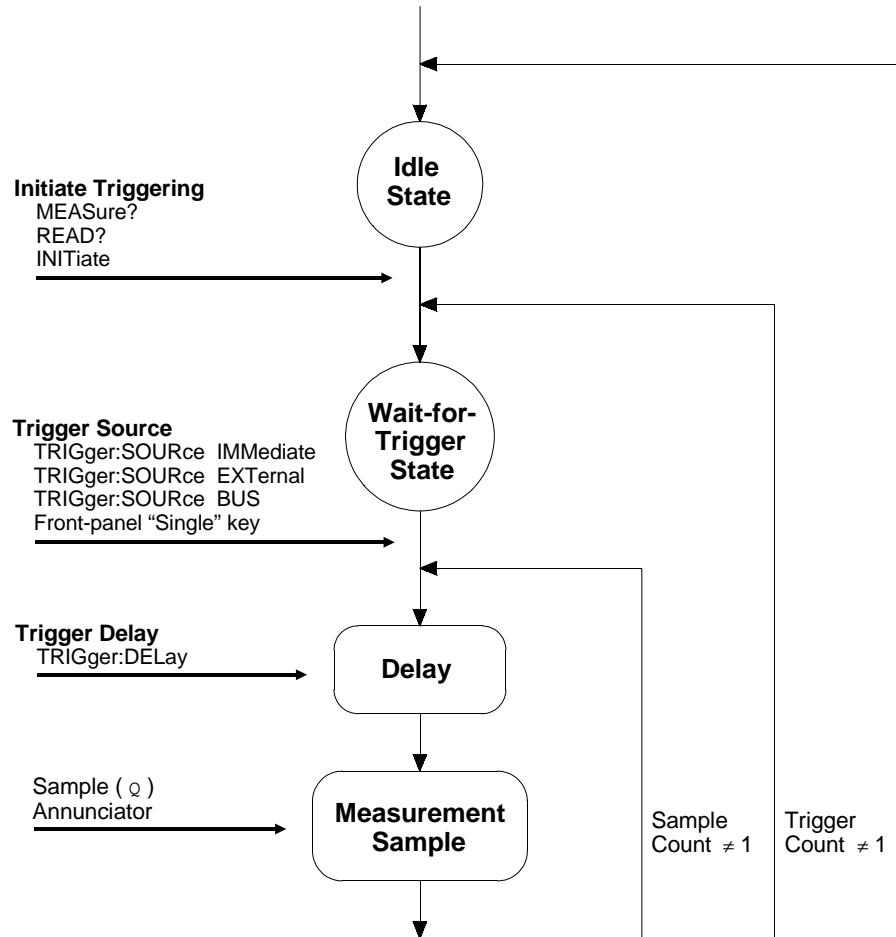 Idle
State
Initiate Triggering
MEASure?
READ?
INITiate
Wait-for-
Trigger
State
Trigger Source
TRIGger:SOURce IMMediate
TRIGger:SOURce EXTernal
TRIGger:SOURce BUS
Front-panel “Single” key
Trigger Delay
TRIGger:DELay
Delay
Sample ( Q )
Annunciator
Measurement
Sample
Sample
Count ≠ 1
Trigger
Count ≠ 1